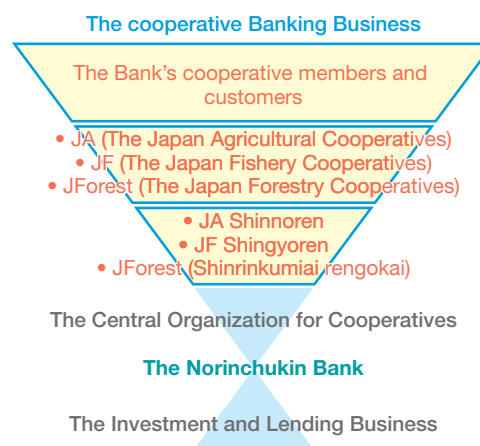 The cooperative Banking Business
The Bank's cooperative members and
customers
• JA (The Japan Agricultural Cooperatives)
• JF (The Japan Fishery Cooperatives)
• JForest (The Japan Forestry Cooperatives)
• JA Shinnoren
• JF Shingyoren
• JForest (Shinrinkumiai rengokai)
The Central Organization for Cooperatives
The Norinchukin Bank
The Investment and Lending Business